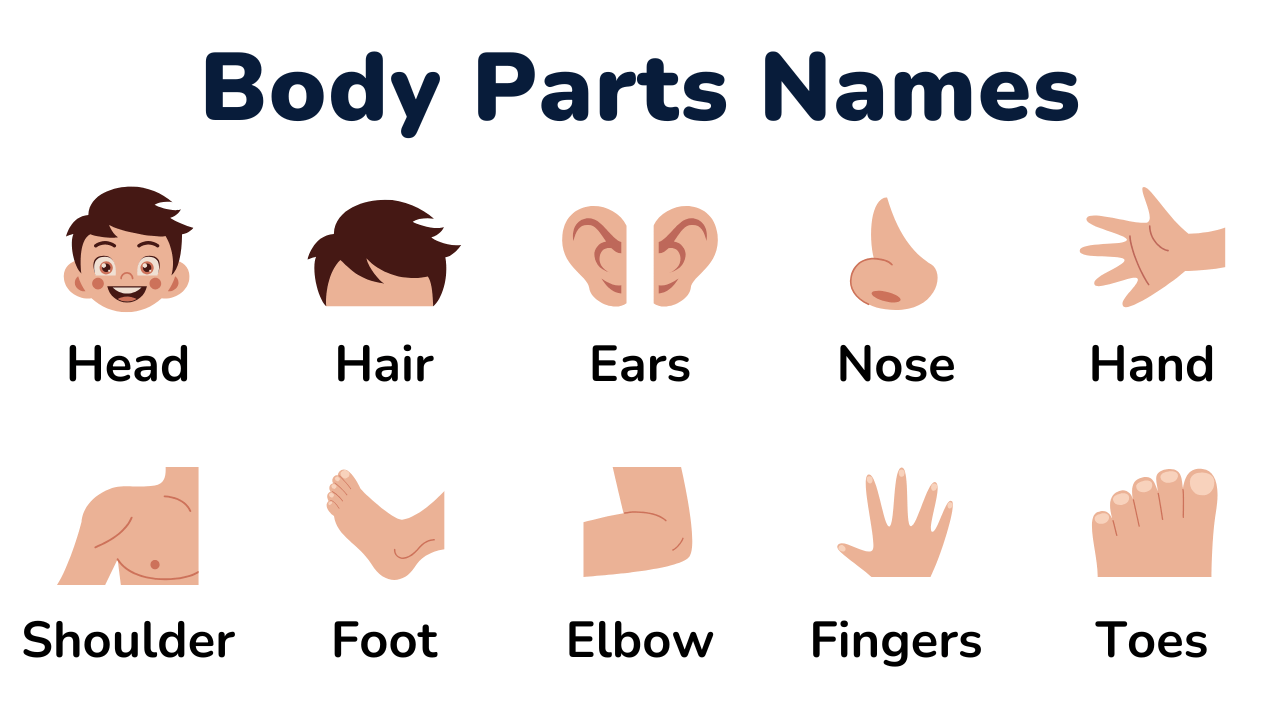 Body Parts Names
Head
Hair
Ears
Nose
Hand
Shoulder
Foot
Elbow
Fingers
Toes